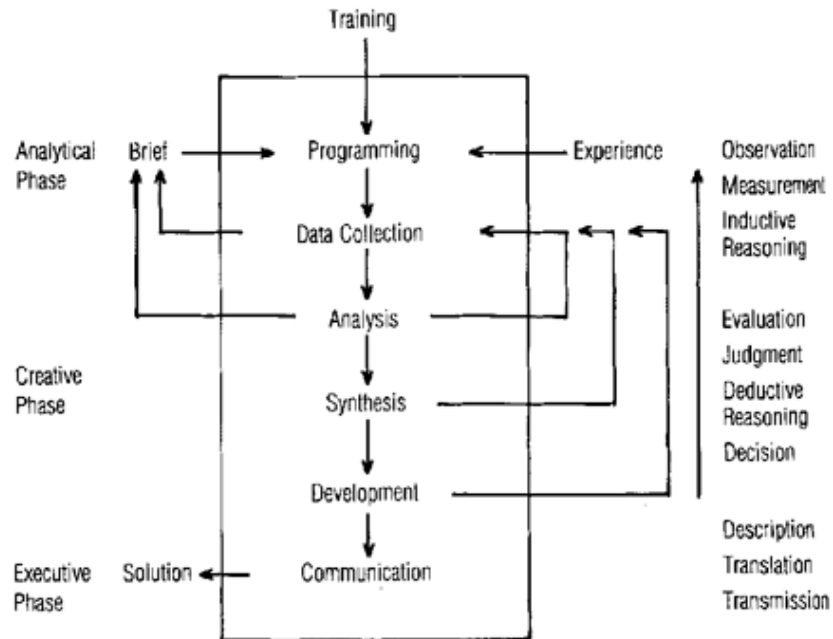 Training
Analytical Phase
Brief
Programming
Experience
Observation
Measurement
Data Collection
Inductive
Reasoning
Analysis
Evaluation
Judgment
Creative
Phase
Synthesis
Deductive
Reasoning
Decision
Development
Description
Executive
Phase
Solution
Communication
Translation
Transmission